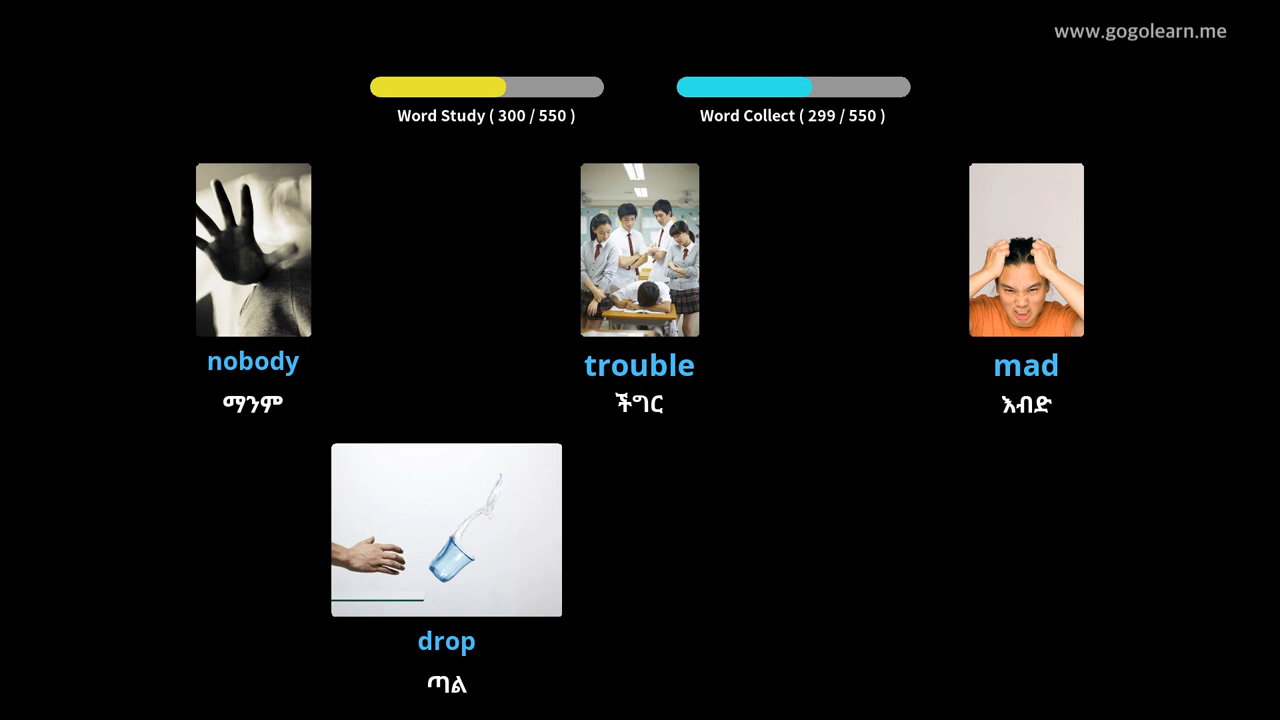 www.gogolearn.me
Word Study ( 300 / 550 )
Word Collect ( 299 / 550 )
nobody
ማንም
trouble
ችግር
mad
እብድ
drop
ጣል